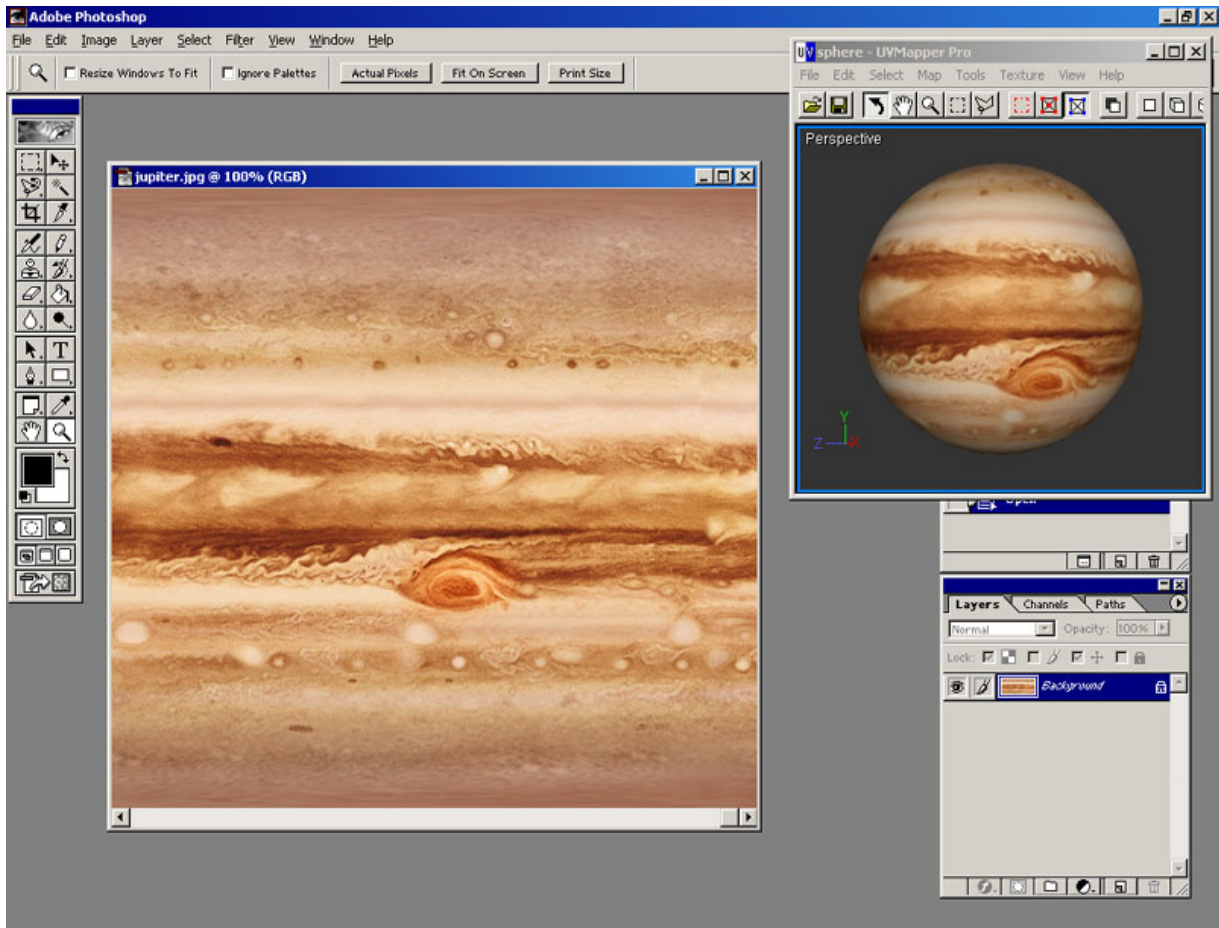 Adobe Photoshop
File Edit Image Layer Select Filter View Window Help
Resize Windows To Fit Ignore Palettes Actual Pixels Fit On Screen Print Size
UV sphere - UVMapper Pro
File Edit Select Map Tools Texture View Help
Perspective
Y
Z X
jupiter.jpg @ 100% (RGB)
T
Layers Channels Paths
Normal Opacity: 100%
Lock:
Background